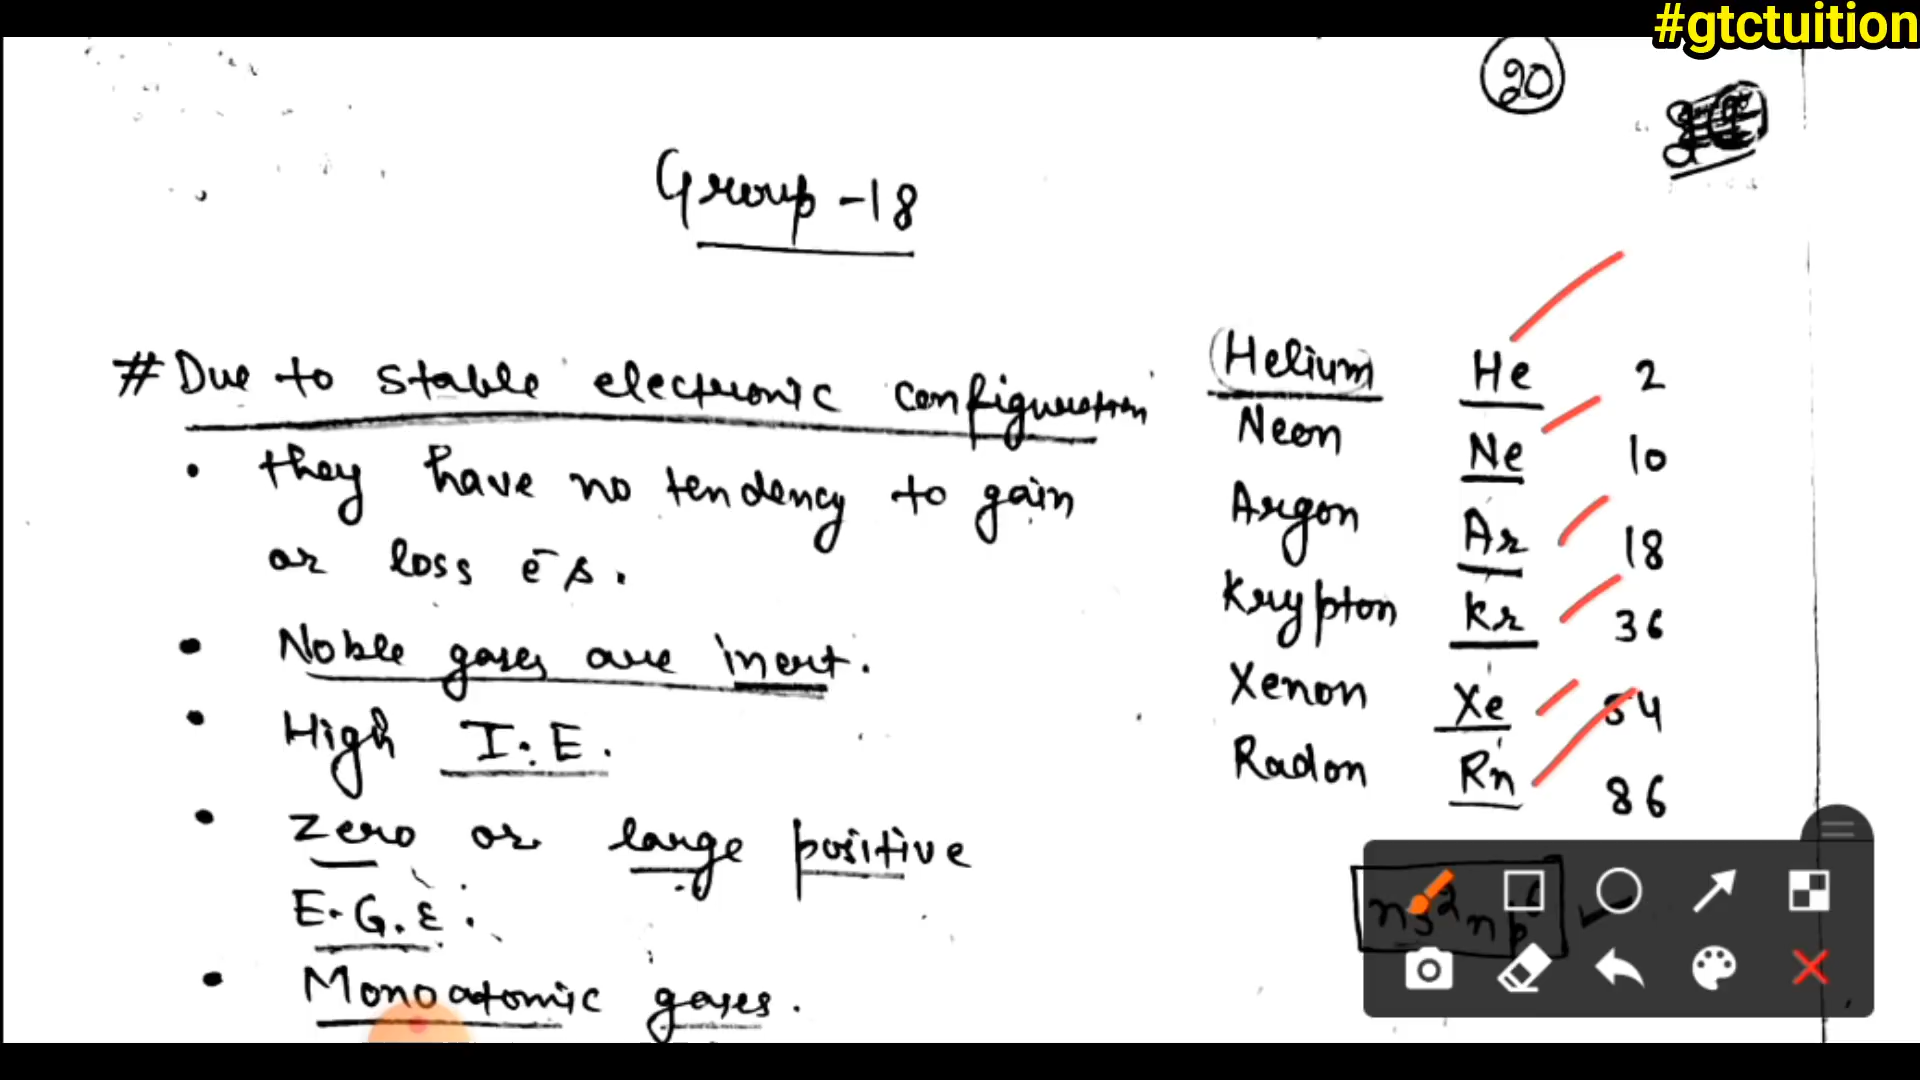 #gtctuition
20
Group -18
# Due to stable electronic configuration
• they have no tendency to gain
or loss e⁻s.
• Noble gases are inert.
• High I.E.
• Zero or large positive
E.G.E.
• Monoatomic gases.
Helium He 2
Neon Ne 10
Argon Ar 18
Krypton Kr 36
Xenon Xe 54
Radon Rn 86
ns² np⁶